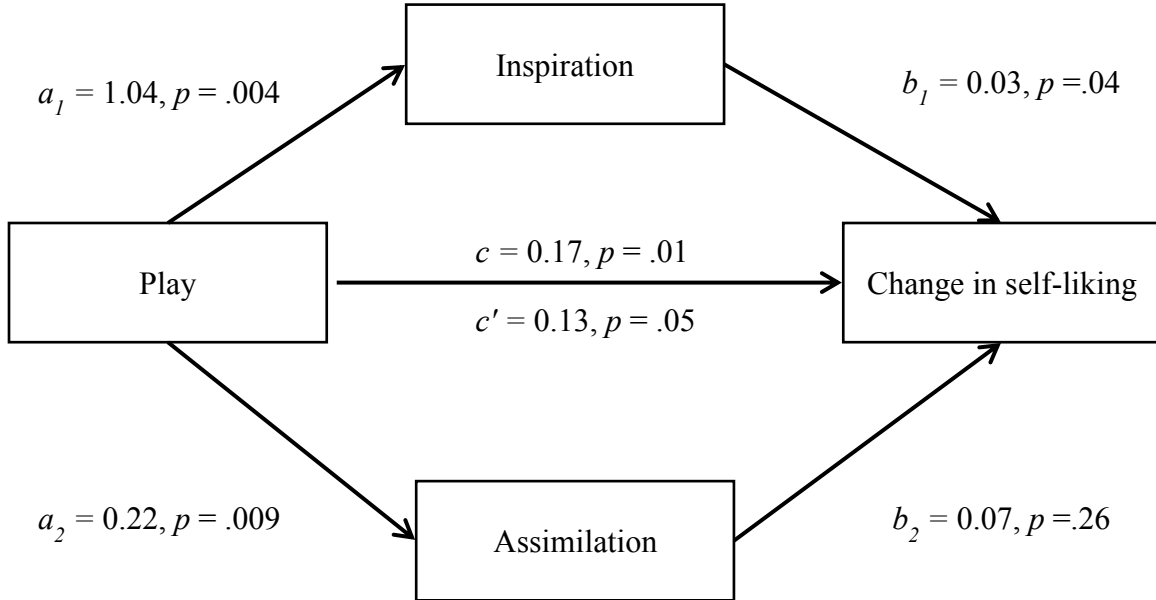 Inspiration
a1 = 1.04, p = .004
b1 = 0.03, p =.04
Play
c = 0.17, p = .01
c′ = 0.13, p = .05
Change in self-liking
a2 = 0.22, p = .009
Assimilation
b2 = 0.07, p =.26